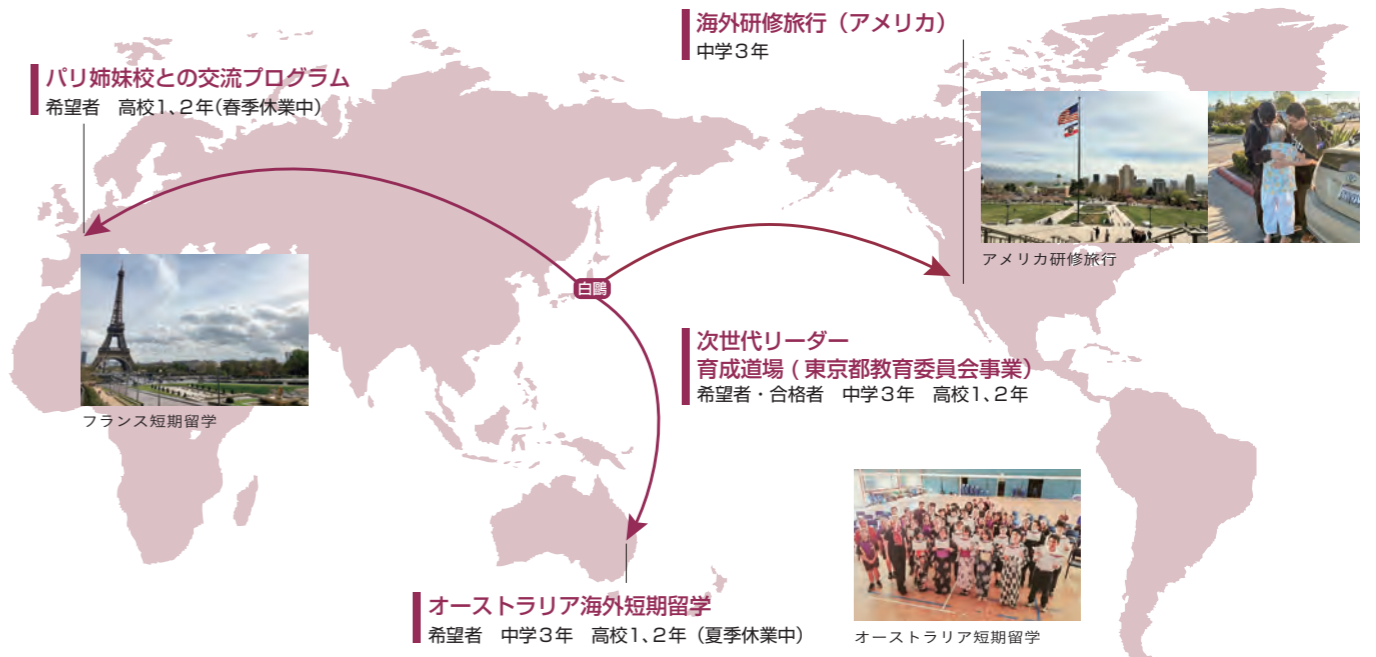 海外研修旅行（アメリカ）
中学３年
パリ姉妹校との交流プログラム
希望者　高校１、２年（春季休業中）
アメリカ研修旅行
白鷗
フランス短期留学
次世代リーダー
育成道場（東京都教育委員会事業）
希望者・合格者　中学３年　高校１、２年
オーストラリア海外短期留学
希望者　中学３年　高校１、２年（夏季休業中）
オーストラリア短期留学